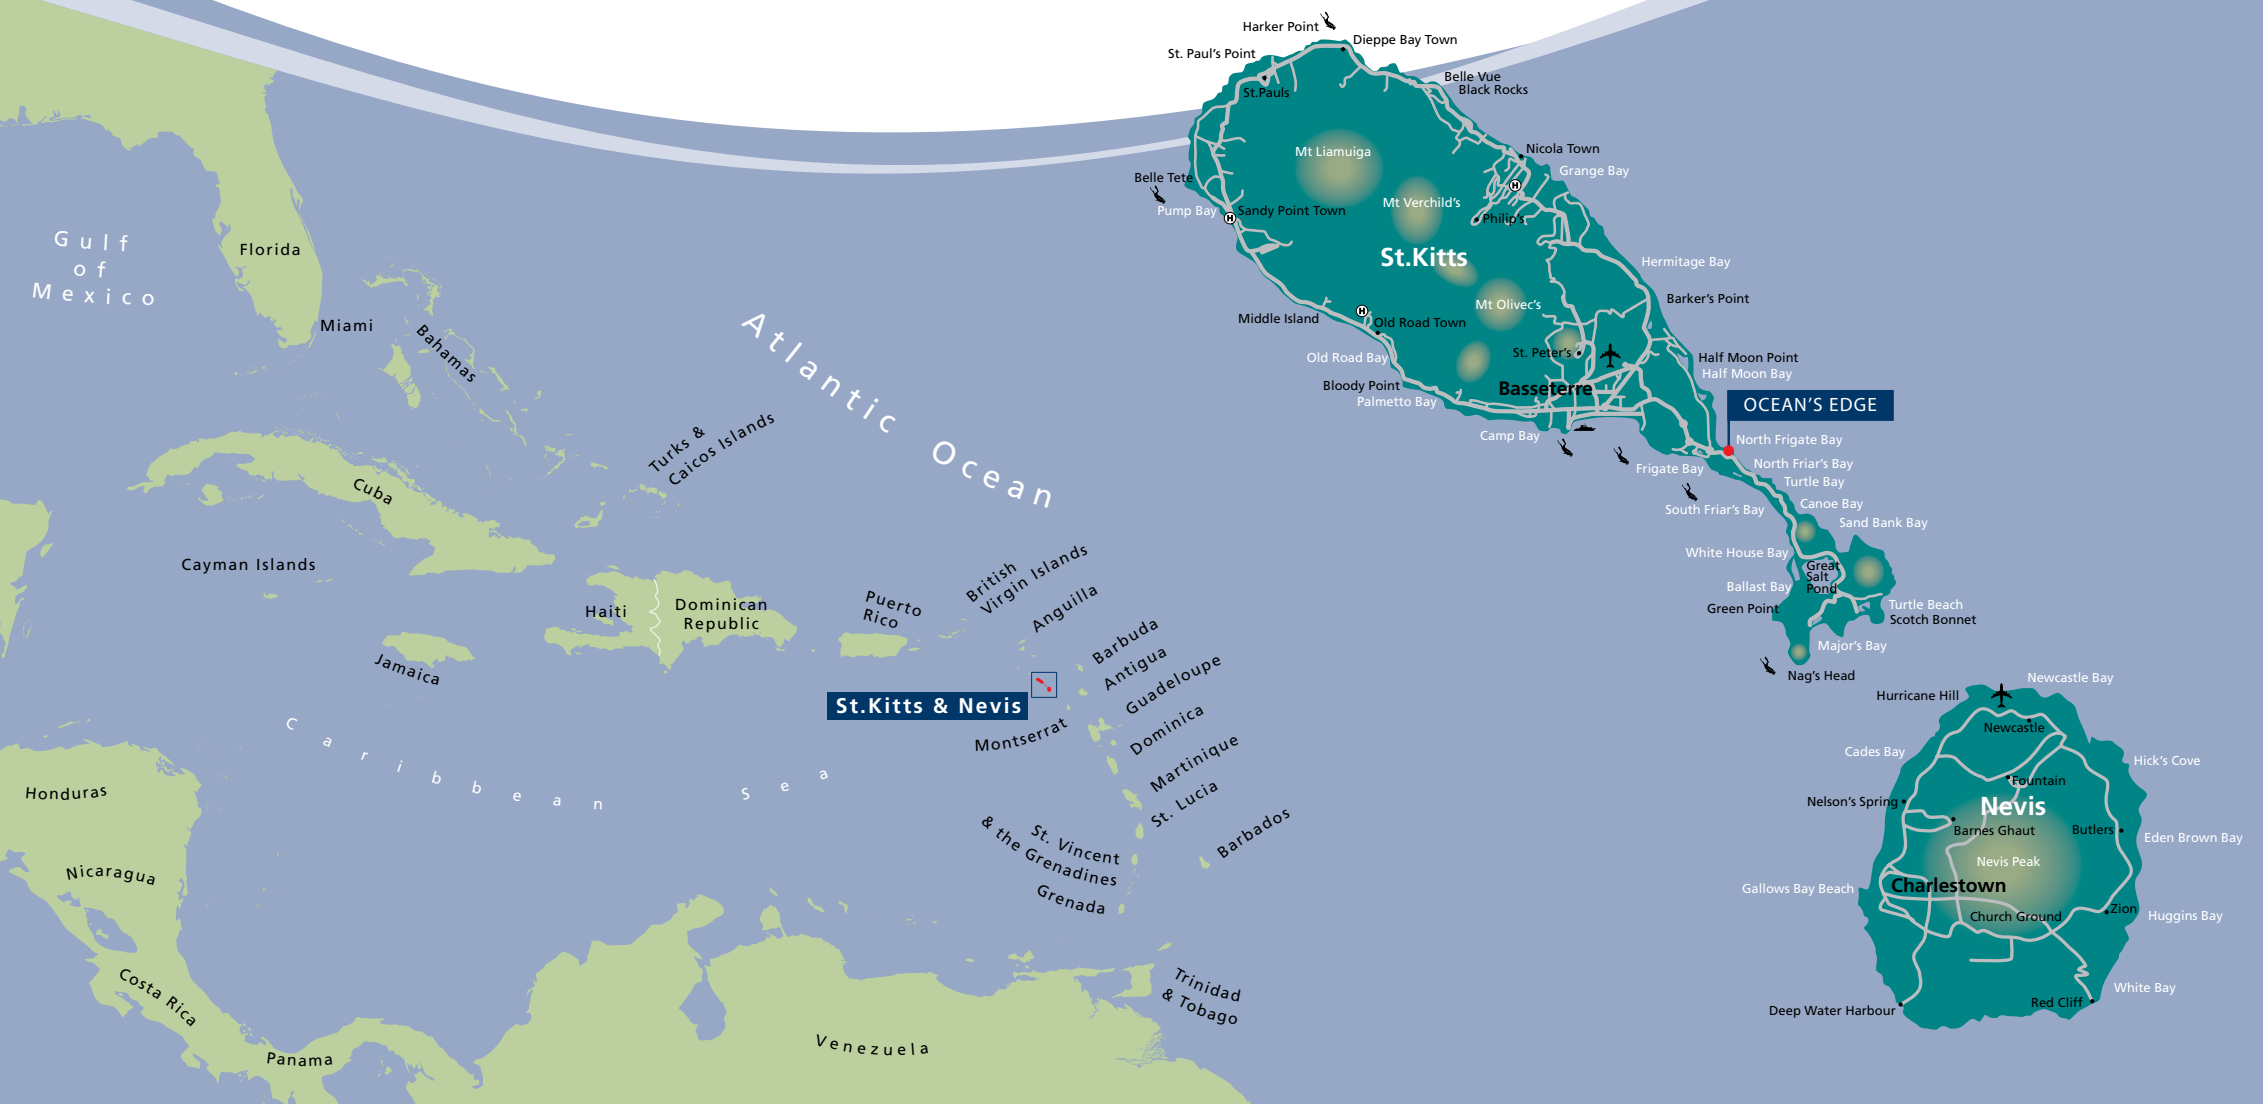 Gulf
of
Mexico
Florida
Miami
Bahamas
Atlantic Ocean
Turks &
Caicos Islands
Cuba
Cayman Islands
Haiti
Dominican
Republic
Puerto
Rico
British
Virgin Islands
Anguilla
Jamaica
Barbuda
Antigua
Guadeloupe
St.Kitts & Nevis
Montserrat
Dominica
Martinique
St. Lucia
Caribbean Sea
St. Vincent
& the Grenadines
Grenada
Barbados
Honduras
Nicaragua
Costa Rica
Panama
Venezuela
Trinidad
& Tobago
Harker Point
Dieppe Bay Town
St. Paul's Point
St.Pauls
Belle Vue
Black Rocks
Mt Liamuiga
Nicola Town
Grange Bay
Belle Tete
Pump Bay
Sandy Point Town
Mt Verchild's
Philip's
H
H
H
St.Kitts
Hermitage Bay
Barker's Point
Mt Olivec's
Middle Island
Old Road Town
Old Road Bay
St. Peter's
Half Moon Point
Half Moon Bay
Bloody Point
Palmetto Bay
Basseterre
OCEAN'S EDGE
Camp Bay
North Frigate Bay
Frigate Bay
North Friar's Bay
Turtle Bay
South Friar's Bay
Canoe Bay
Sand Bank Bay
White House Bay
Great
Salt
Pond
Ballast Bay
Green Point
Turtle Beach
Scotch Bonnet
Major's Bay
Nag's Head
Newcastle Bay
Hurricane Hill
Newcastle
Cades Bay
Hick's Cove
Fountain
Nelson's Spring
Nevis
Barnes Ghaut
Butlers
Eden Brown Bay
Nevis Peak
Gallows Bay Beach
Charlestown
Church Ground
Zion
Huggins Bay
White Bay
Red Cliff
Deep Water Harbour